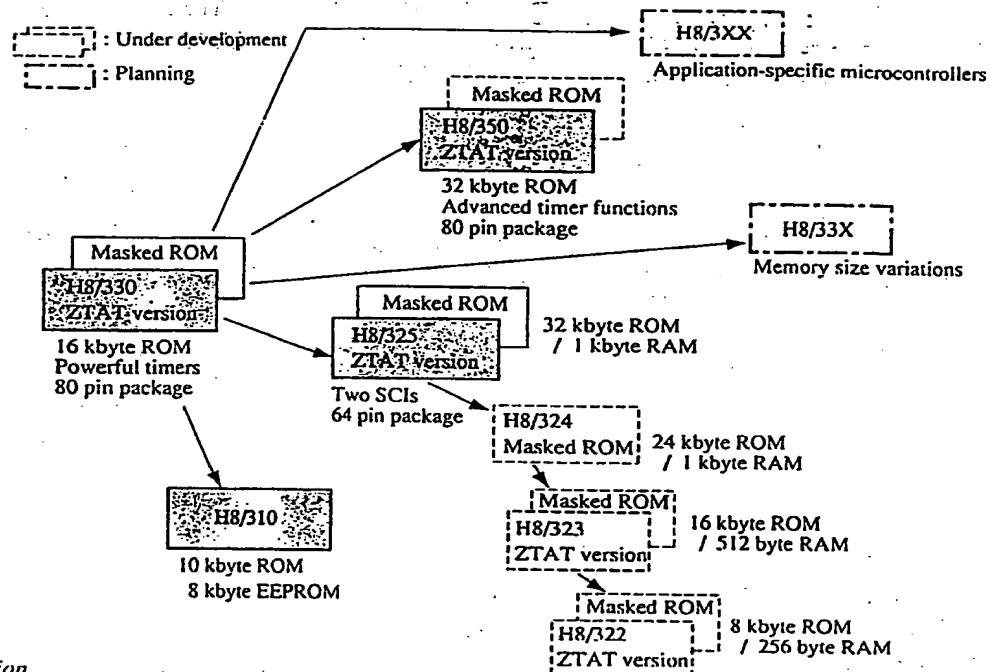 : Under development
: Planning
H8/3XX
Application-specific microcontrollers
Masked ROM
H8/350
ZTAT version
32 kbyte ROM
Advanced timer functions
80 pin package
H8/33X
Memory size variations
Masked ROM
H8/330
ZTAT version
16 kbyte ROM
Powerful timers
80 pin package
Masked ROM
H8/325
ZTAT version
32 kbyte ROM
/ 1 kbyte RAM
Two SCIs
64 pin package
H8/324
Masked ROM
24 kbyte ROM
/ 1 kbyte RAM
H8/310
10 kbyte ROM
8 kbyte EEPROM
Masked ROM
H8/323
ZTAT version
16 kbyte ROM
/ 512 byte RAM
Masked ROM
H8/322
ZTAT version
8 kbyte ROM
/ 256 byte RAM